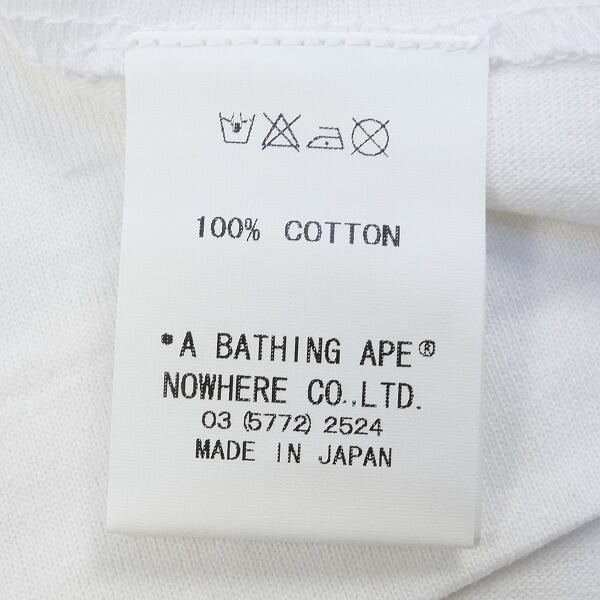 100% COTTON
*A BATHING APE®
NOWHERE CO.,LTD.
03 (5772) 2524
MADE IN JAPAN